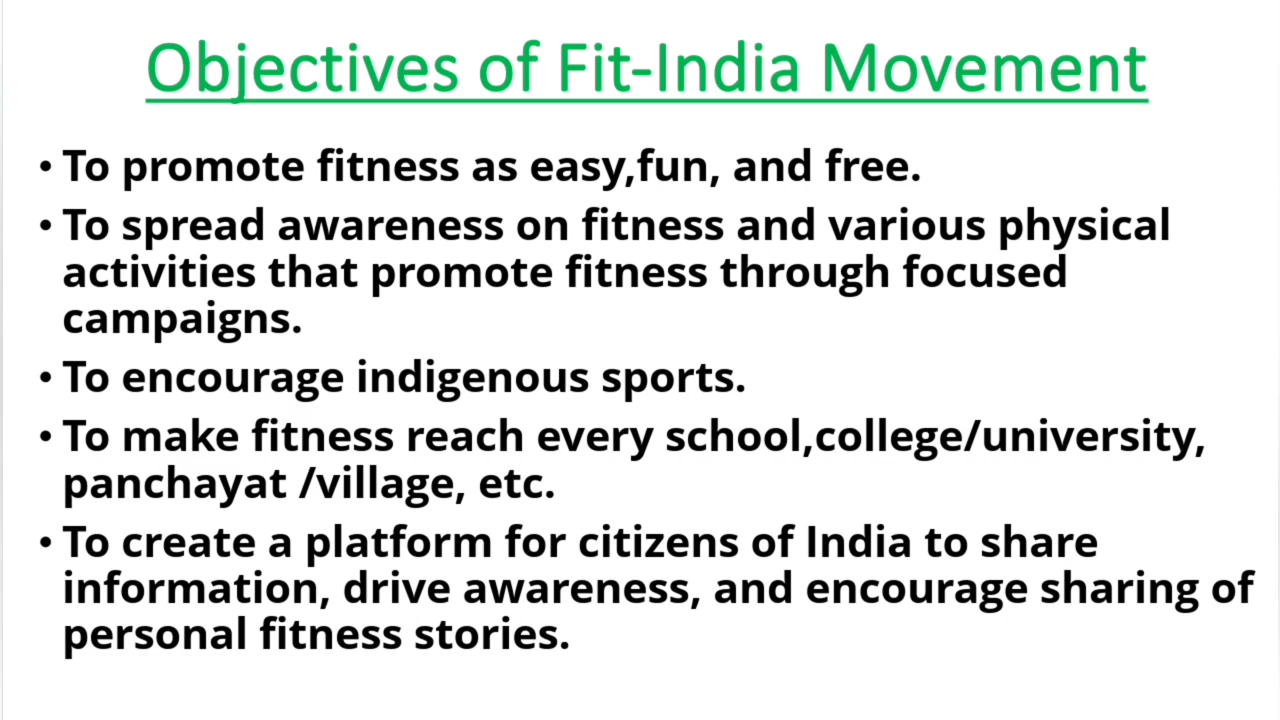 Objectives of Fit-India Movement
• To promote fitness as easy,fun, and free.
• To spread awareness on fitness and various physical
activities that promote fitness through focused
campaigns.
• To encourage indigenous sports.
• To make fitness reach every school,college/university,
panchayat /village, etc.
• To create a platform for citizens of India to share
information, drive awareness, and encourage sharing of
personal fitness stories.